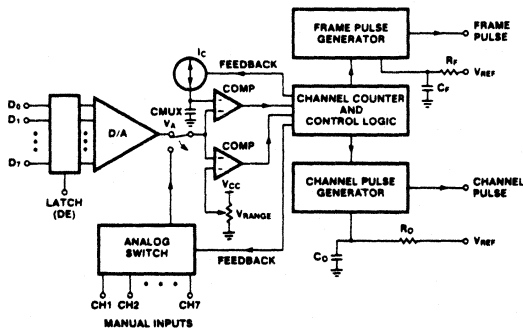 FRAME PULSE
GENERATOR
FRAME
PULSE
RF
VREF
CF
IC
FEEDBACK
COMP
CMUX
CHANNEL COUNTER
AND
CONTROL LOGIC
D0
D1
D7
D/A
VA
COMP
LATCH
(DE)
VCC
VRANGE
CHANNEL PULSE
GENERATOR
CHANNEL
PULSE
RO
VREF
CO
ANALOG
SWITCH
FEEDBACK
CH1 CH2 CH7
MANUAL INPUTS